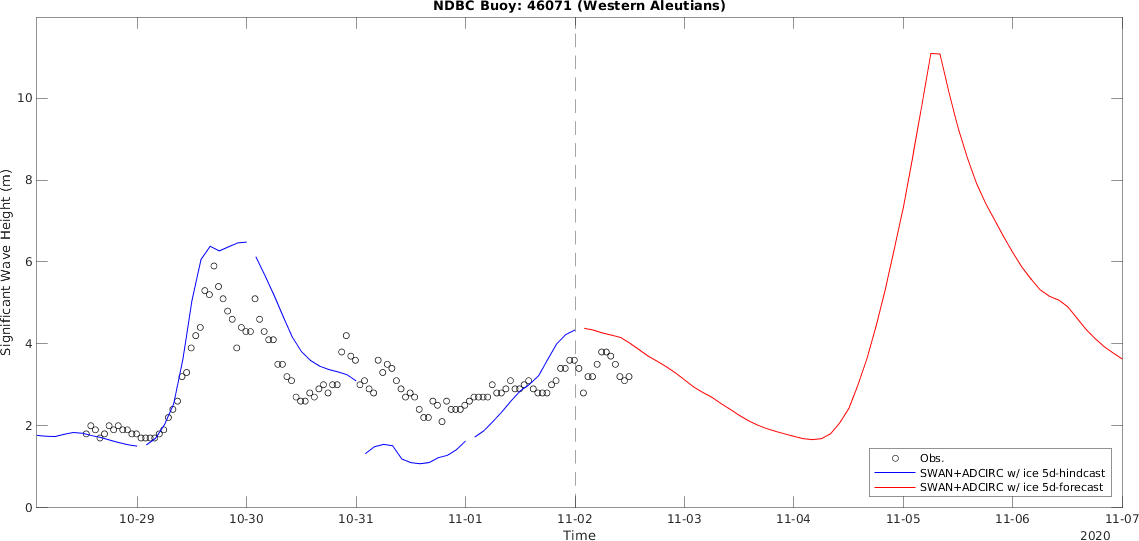 NDBC Buoy: 46071 (Western Aleutians)
Significant Wave Height (m)
10
8
6
4
2
0
Obs.
SWAN+ADCIRC w/ ice 5d-hindcast
SWAN+ADCIRC w/ ice 5d-forecast
10-29 10-30 10-31 11-01 11-02 11-03 11-04 11-05 11-06 11-07
Time
2020